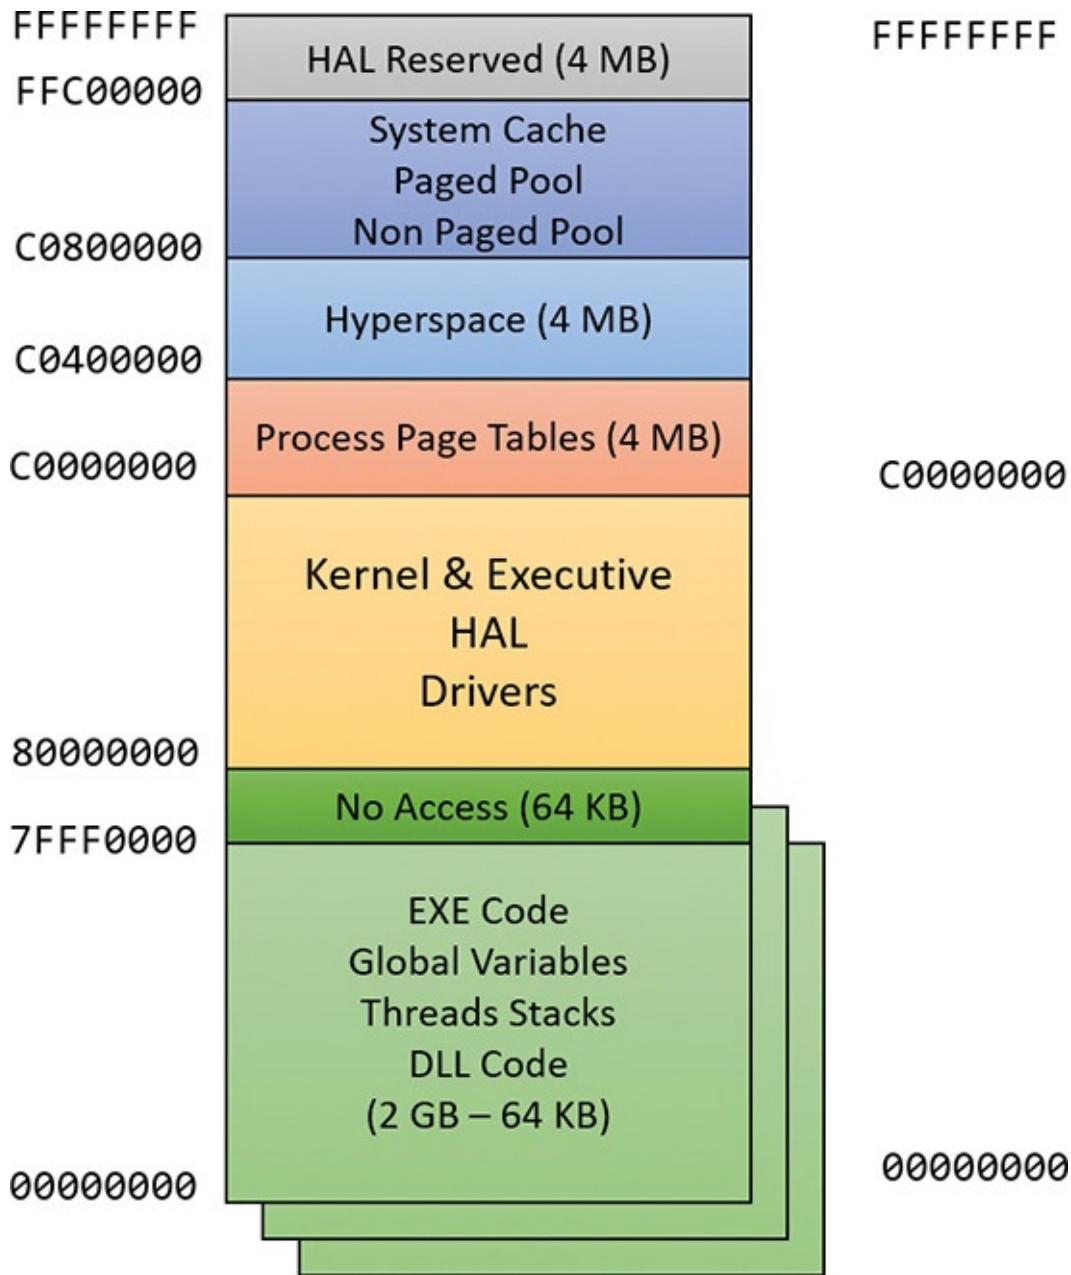 FFFFFFFF
HAL Reserved (4 MB)
FFFFFFFF
FFC00000
System Cache
Paged Pool
Non Paged Pool
C0800000
Hyperspace (4 MB)
C0400000
Process Page Tables (4 MB)
C0000000
C0000000
Kernel & Executive
HAL
Drivers
80000000
No Access (64 KB)
7FFF0000
EXE Code
Global Variables
Threads Stacks
DLL Code
(2 GB – 64 KB)
00000000
00000000